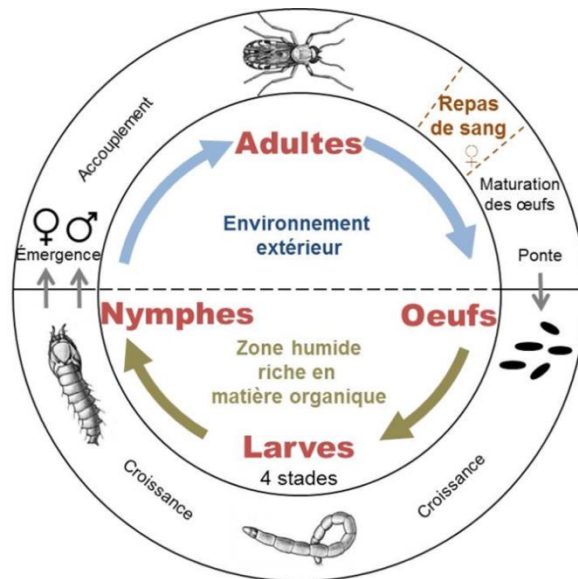 Accouplement
Adultes
Repas
de sang
♀
Maturation
des œufs
Environnement
extérieur
♀ ♂
Émergence
Ponte
Nymphes
Oeufs
Zone humide
riche en
matière organique
Larves
4 stades
Croissance
Croissance